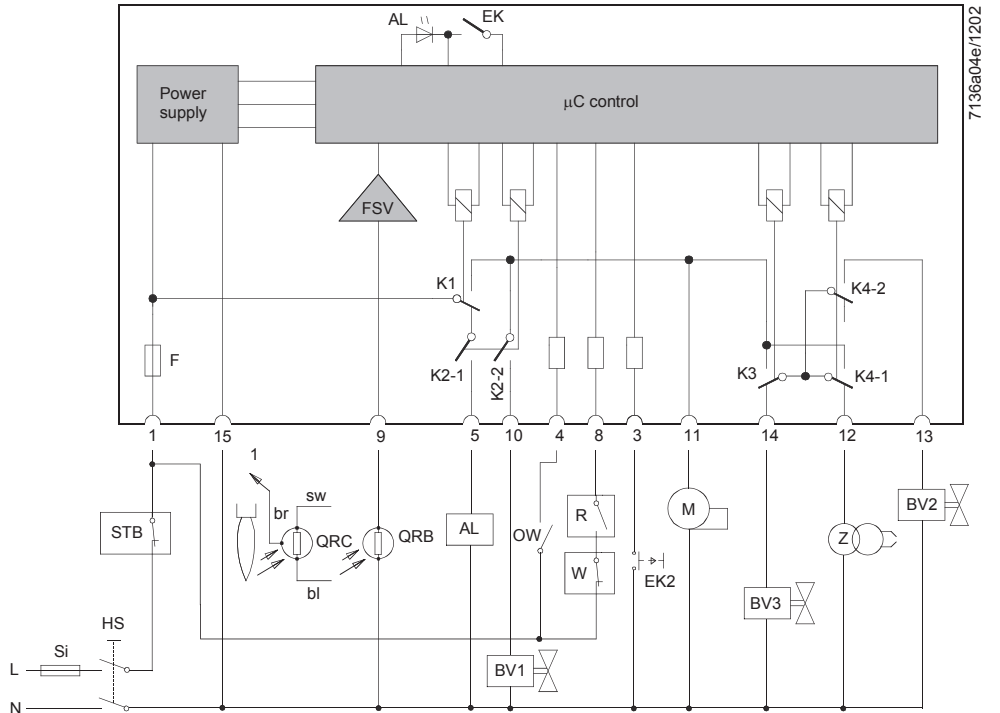 AL
EK
7136a04e/1202
Power
supply
µC control
FSV
K1
K4-2
F
K2-1
K2-2
K3
K4-1
1
15
9
5
10
4
8
3
11
14
12
13
1
sw
br
STB
QRC
QRB
AL
OW
R
M
BV2
Z
W
EK2
bl
BV3
HS
Si
L
BV1
N